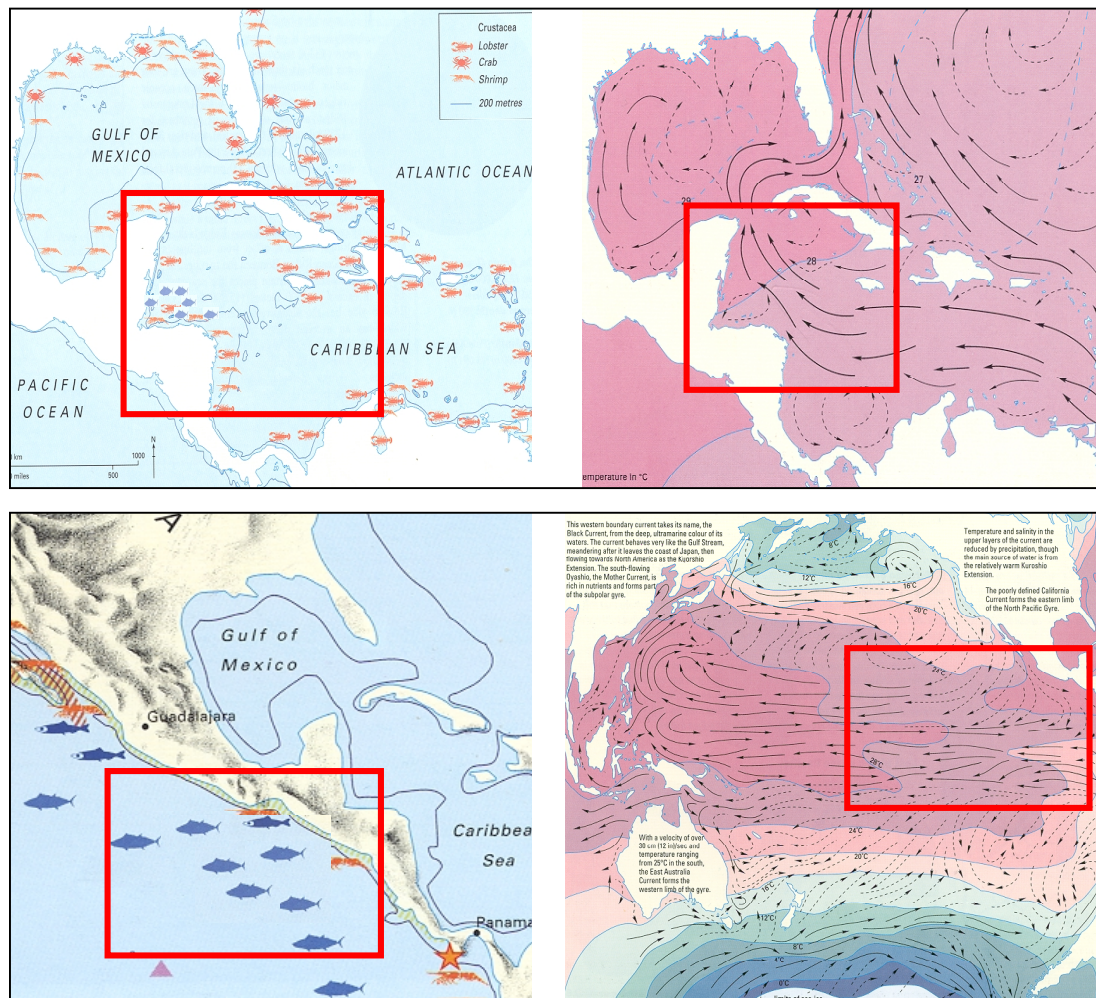 Crustacea
Lobster
Crab
Shrimp
200 metres
GULF OF
MEXICO
ATLANTIC OCEAN
CARIBBEAN SEA
PACIFIC
OCEAN
km
1000
miles
500
N
29
27
28
emperature In °C
A
Gulf of
Mexico
Guadalajara
Caribbea
Sea
Panama
This western boundary current takes its name, the
Black Current, from the deep, ultramarine colour of its
waters. The current behaves very like the Gulf Stream,
meandering after it leaves the coast of Japan, then
flowing towards North America as the Kuorshio
Extension. The south-flowing
Oyashio, the Mother Current, is
rich in nutrients and forms part
of the subpolar gyre.
Temperature and salinity in the
upper layers of the current are
reduced by precipitation, though
the main source of water is from
the relatively warm Kuroshio
Extension.
The poorly defined California
Current forms the eastern limb
of the North Pacific Gyre.
8°C
12°C
16°C
20°C
24°C
28°C
24°C
20°C
With a velocity of over
30 cm (12 in)/sec and
temperature ranging
from 25°C in the south,
the East Australia
Current forms the
western limb of the gyre.
16°C
12°C
8°C
4°C
0°C